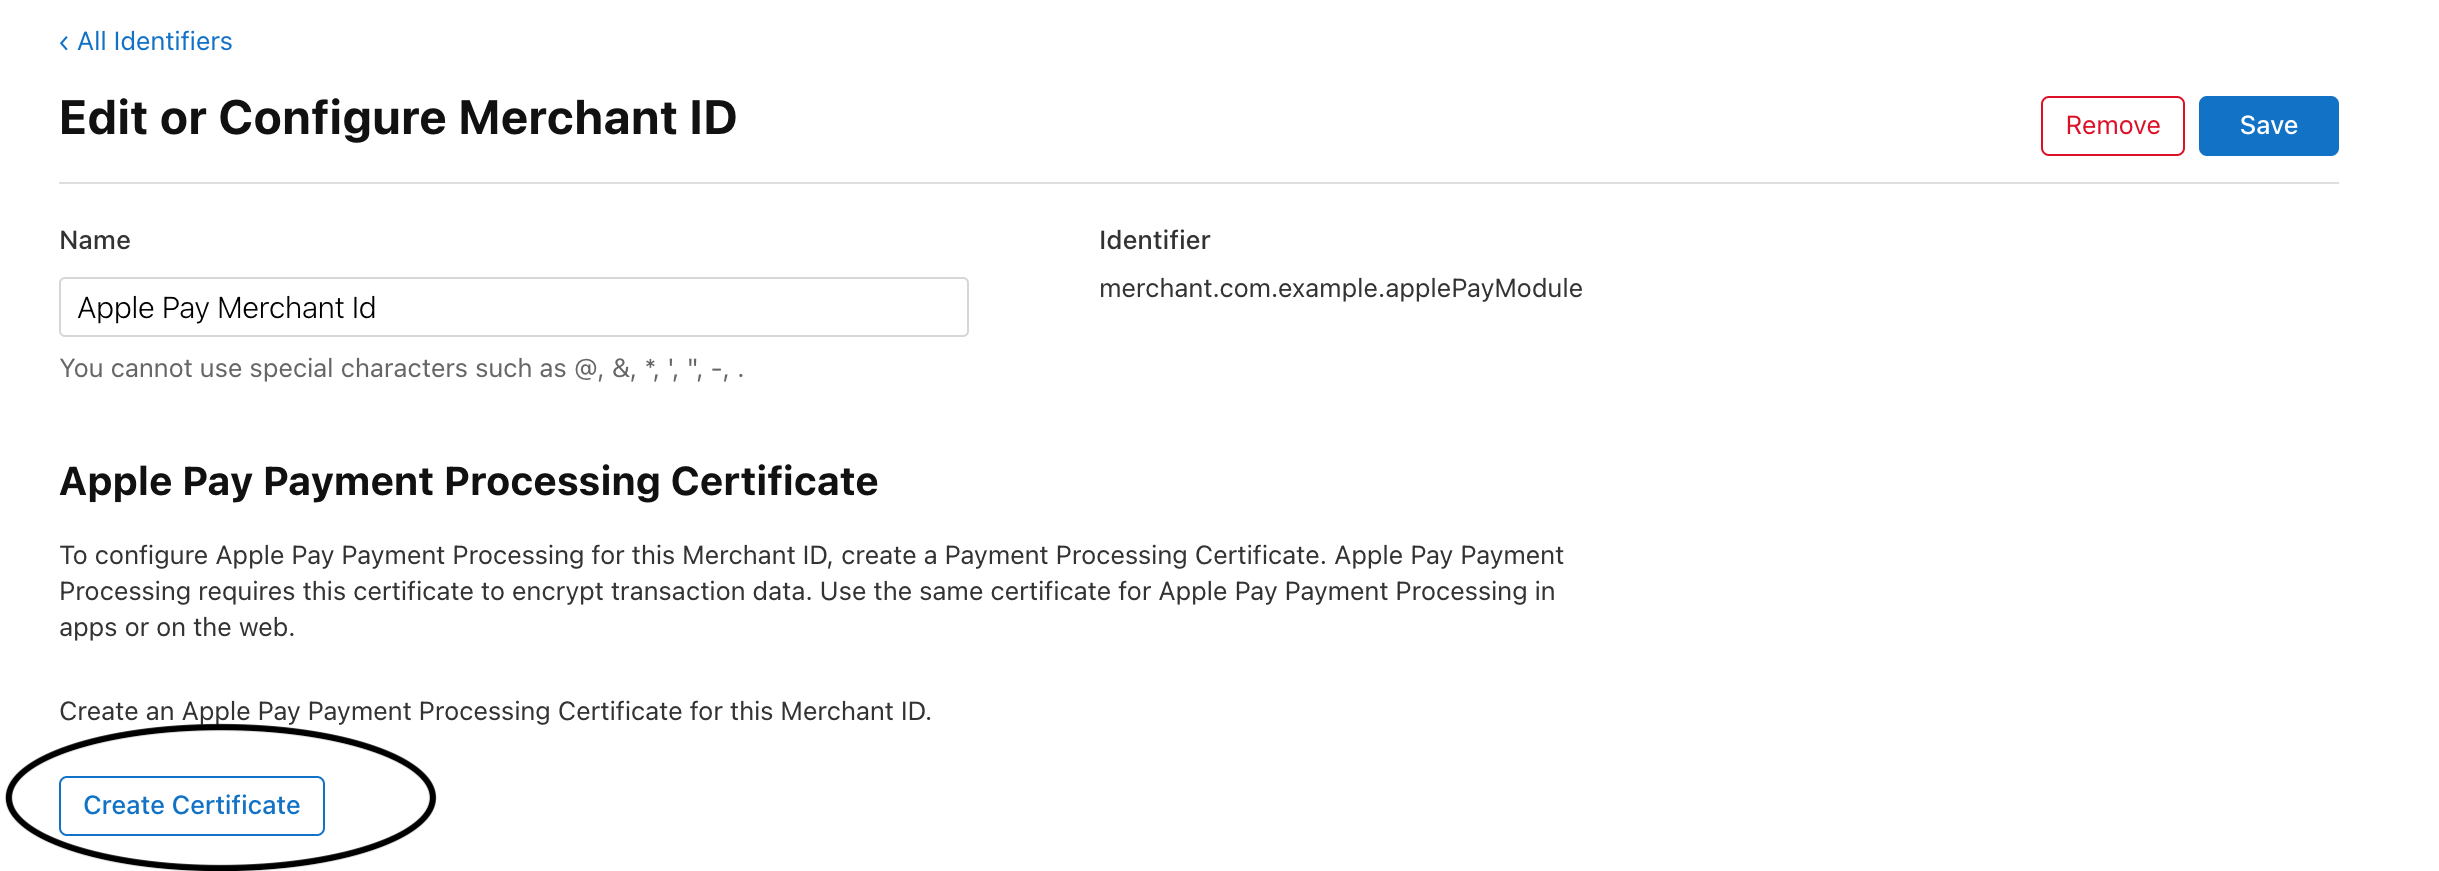 ‹ All Identifiers
Edit or Configure Merchant ID
Remove
Save
Name
Identifier
Apple Pay Merchant Id
merchant.com.example.applePayModule
You cannot use special characters such as @, &, *, ', ", -, .
Apple Pay Payment Processing Certificate
To configure Apple Pay Payment Processing for this Merchant ID, create a Payment Processing Certificate. Apple Pay Payment
Processing requires this certificate to encrypt transaction data. Use the same certificate for Apple Pay Payment Processing in
apps or on the web.
Create an Apple Pay Payment Processing Certificate for this Merchant ID.
Create Certificate